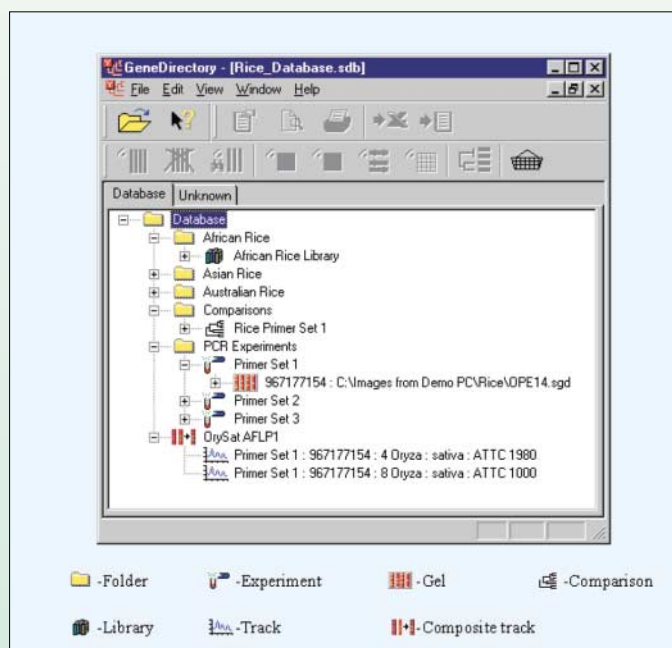 GeneDirectory - [Rice_Database.sdb]
File Edit View Window Help
Database Unknown
Database
African Rice
African Rice Library
Asian Rice
Australian Rice
Comparisons
Rice Primer Set 1
PCR Experiments
Primer Set 1
967177154 : C:\Images from Demo PC\Rice\OPE14.sgd
Primer Set 2
Primer Set 3
OrySat AFLP1
Primer Set 1 : 967177154 : 4 Oryza : sativa : ATTC 1980
Primer Set 1 : 967177154 : 8 Oryza : sativa : ATTC 1000
-Folder -Experiment -Gel -Comparison
-Library -Track -Composite track